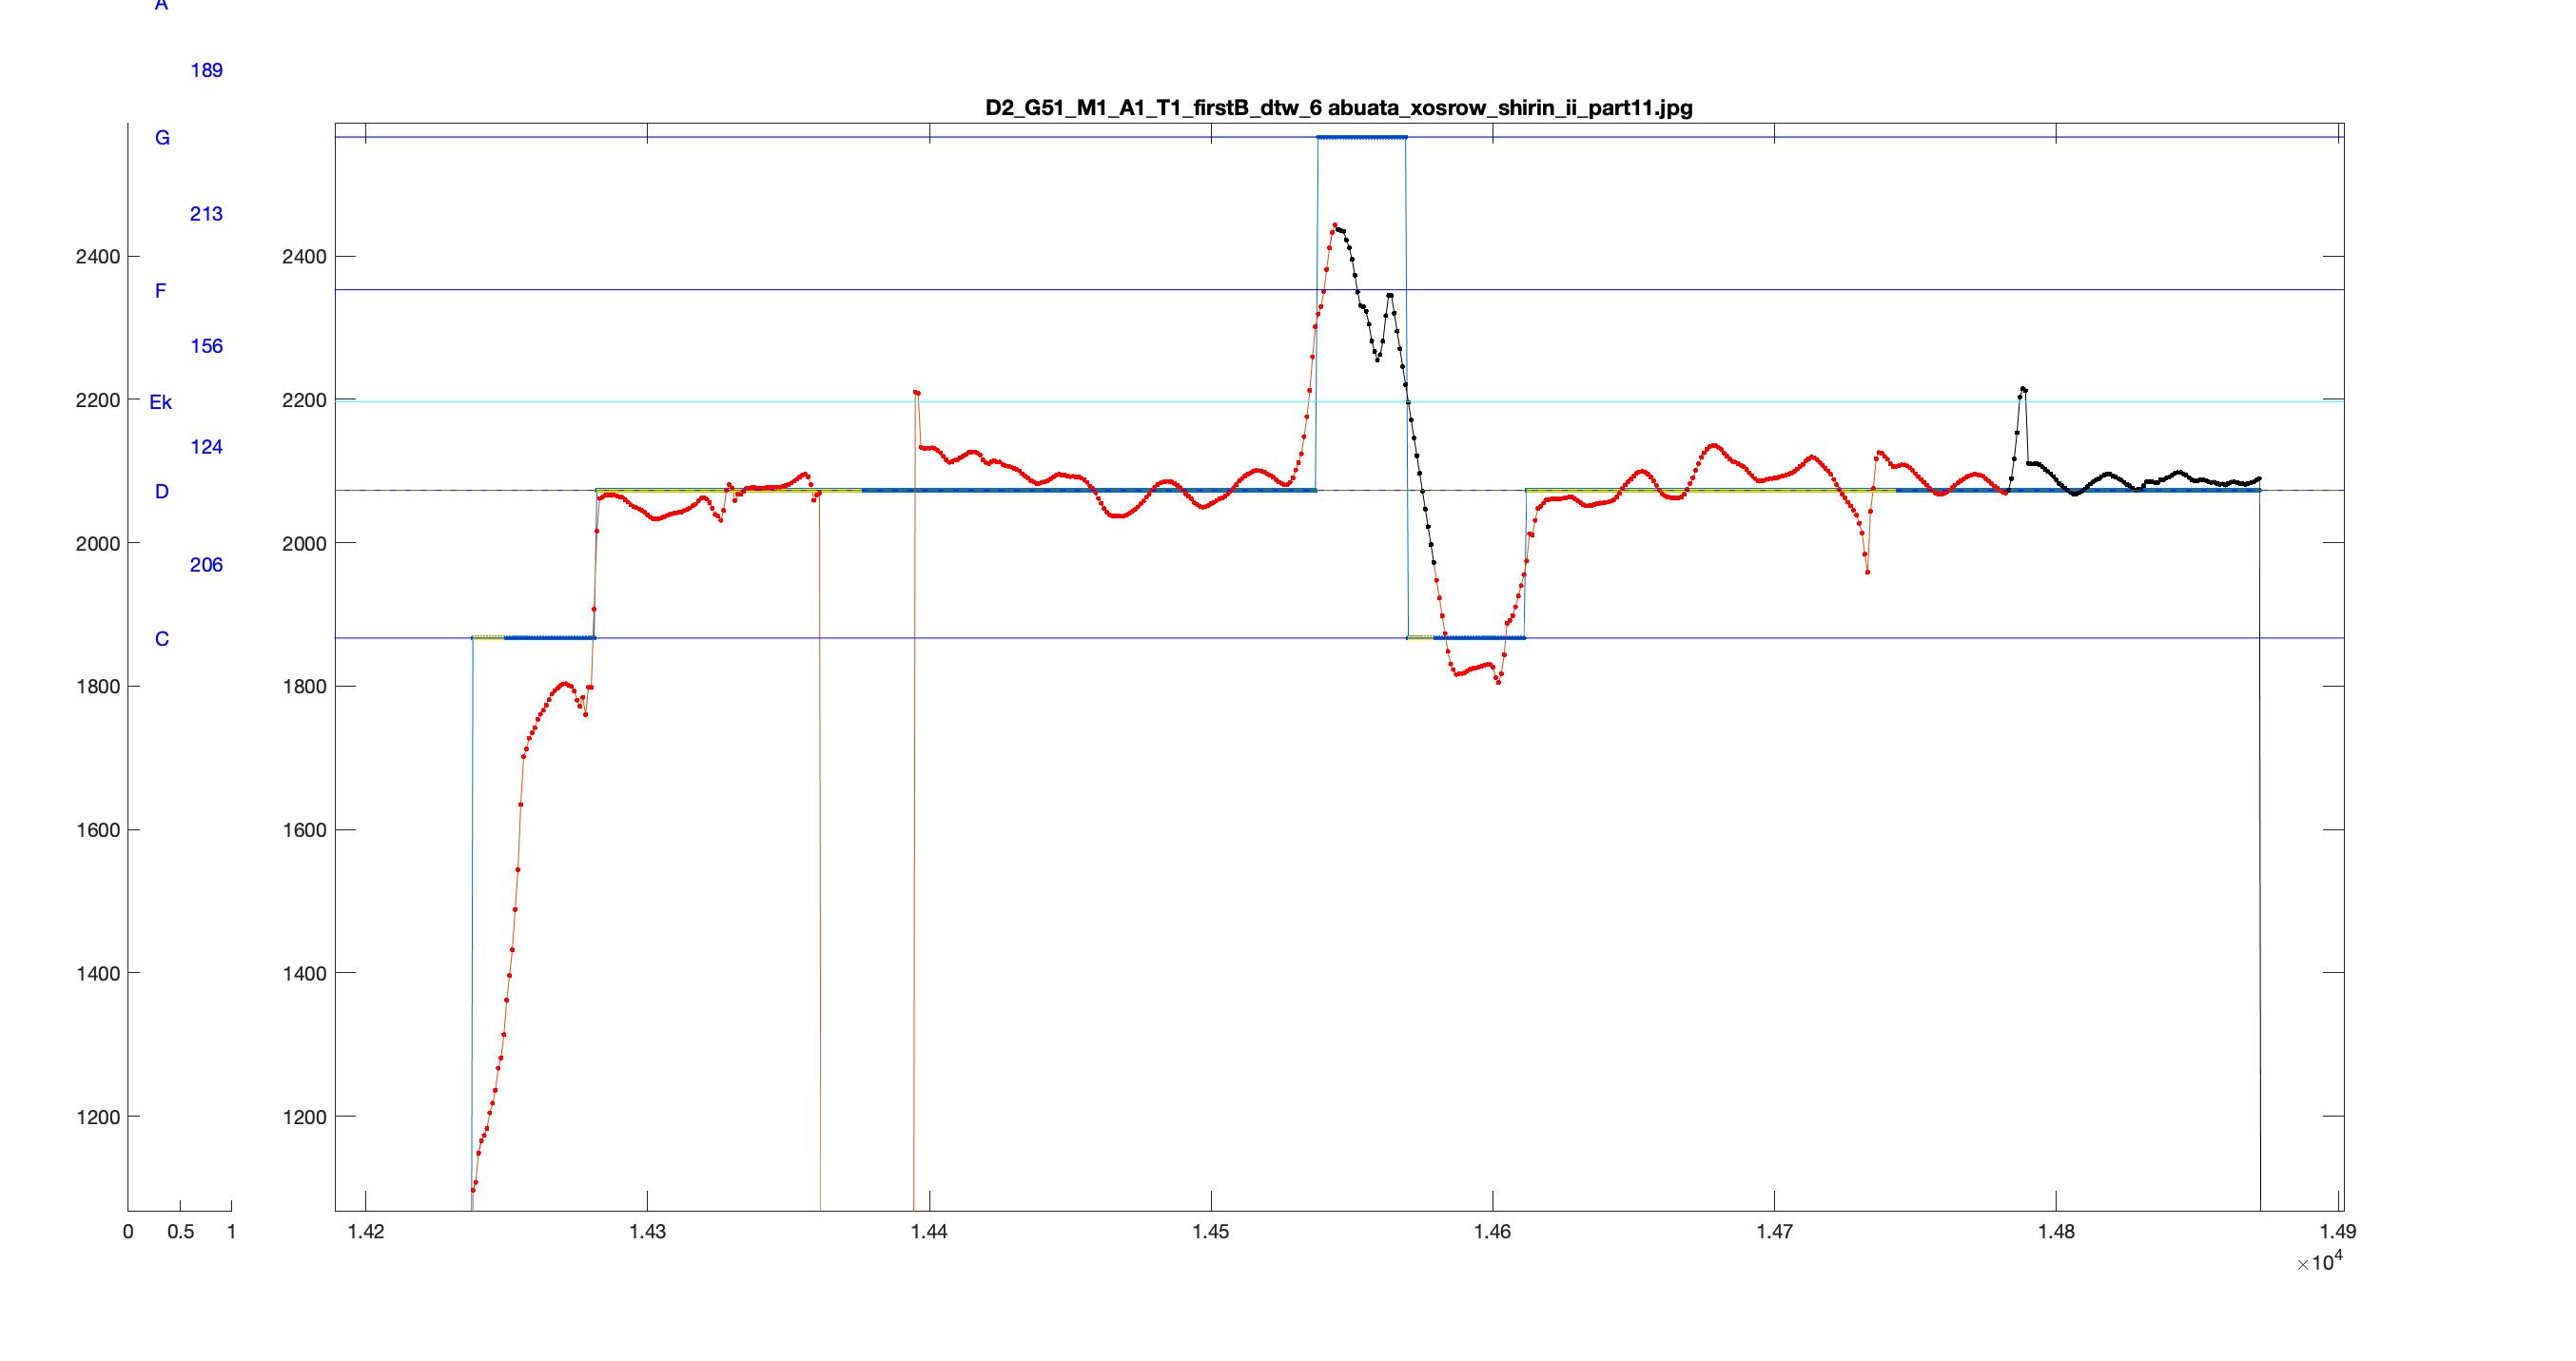 A
189
D2_G51_M1_A1_T1_firstB_dtw_6 abuata_xosrow_shirin_ii_part11.jpg
G
213
2400 2400
F
156
2200 Ek 2200
124
D
2000 2000
206
C
1800 1800
1600 1600
1400 1400
1200 1200
0 0.5 1 1.42 1.43 1.44 1.45 1.46 1.47 1.48 1.49
×10⁴